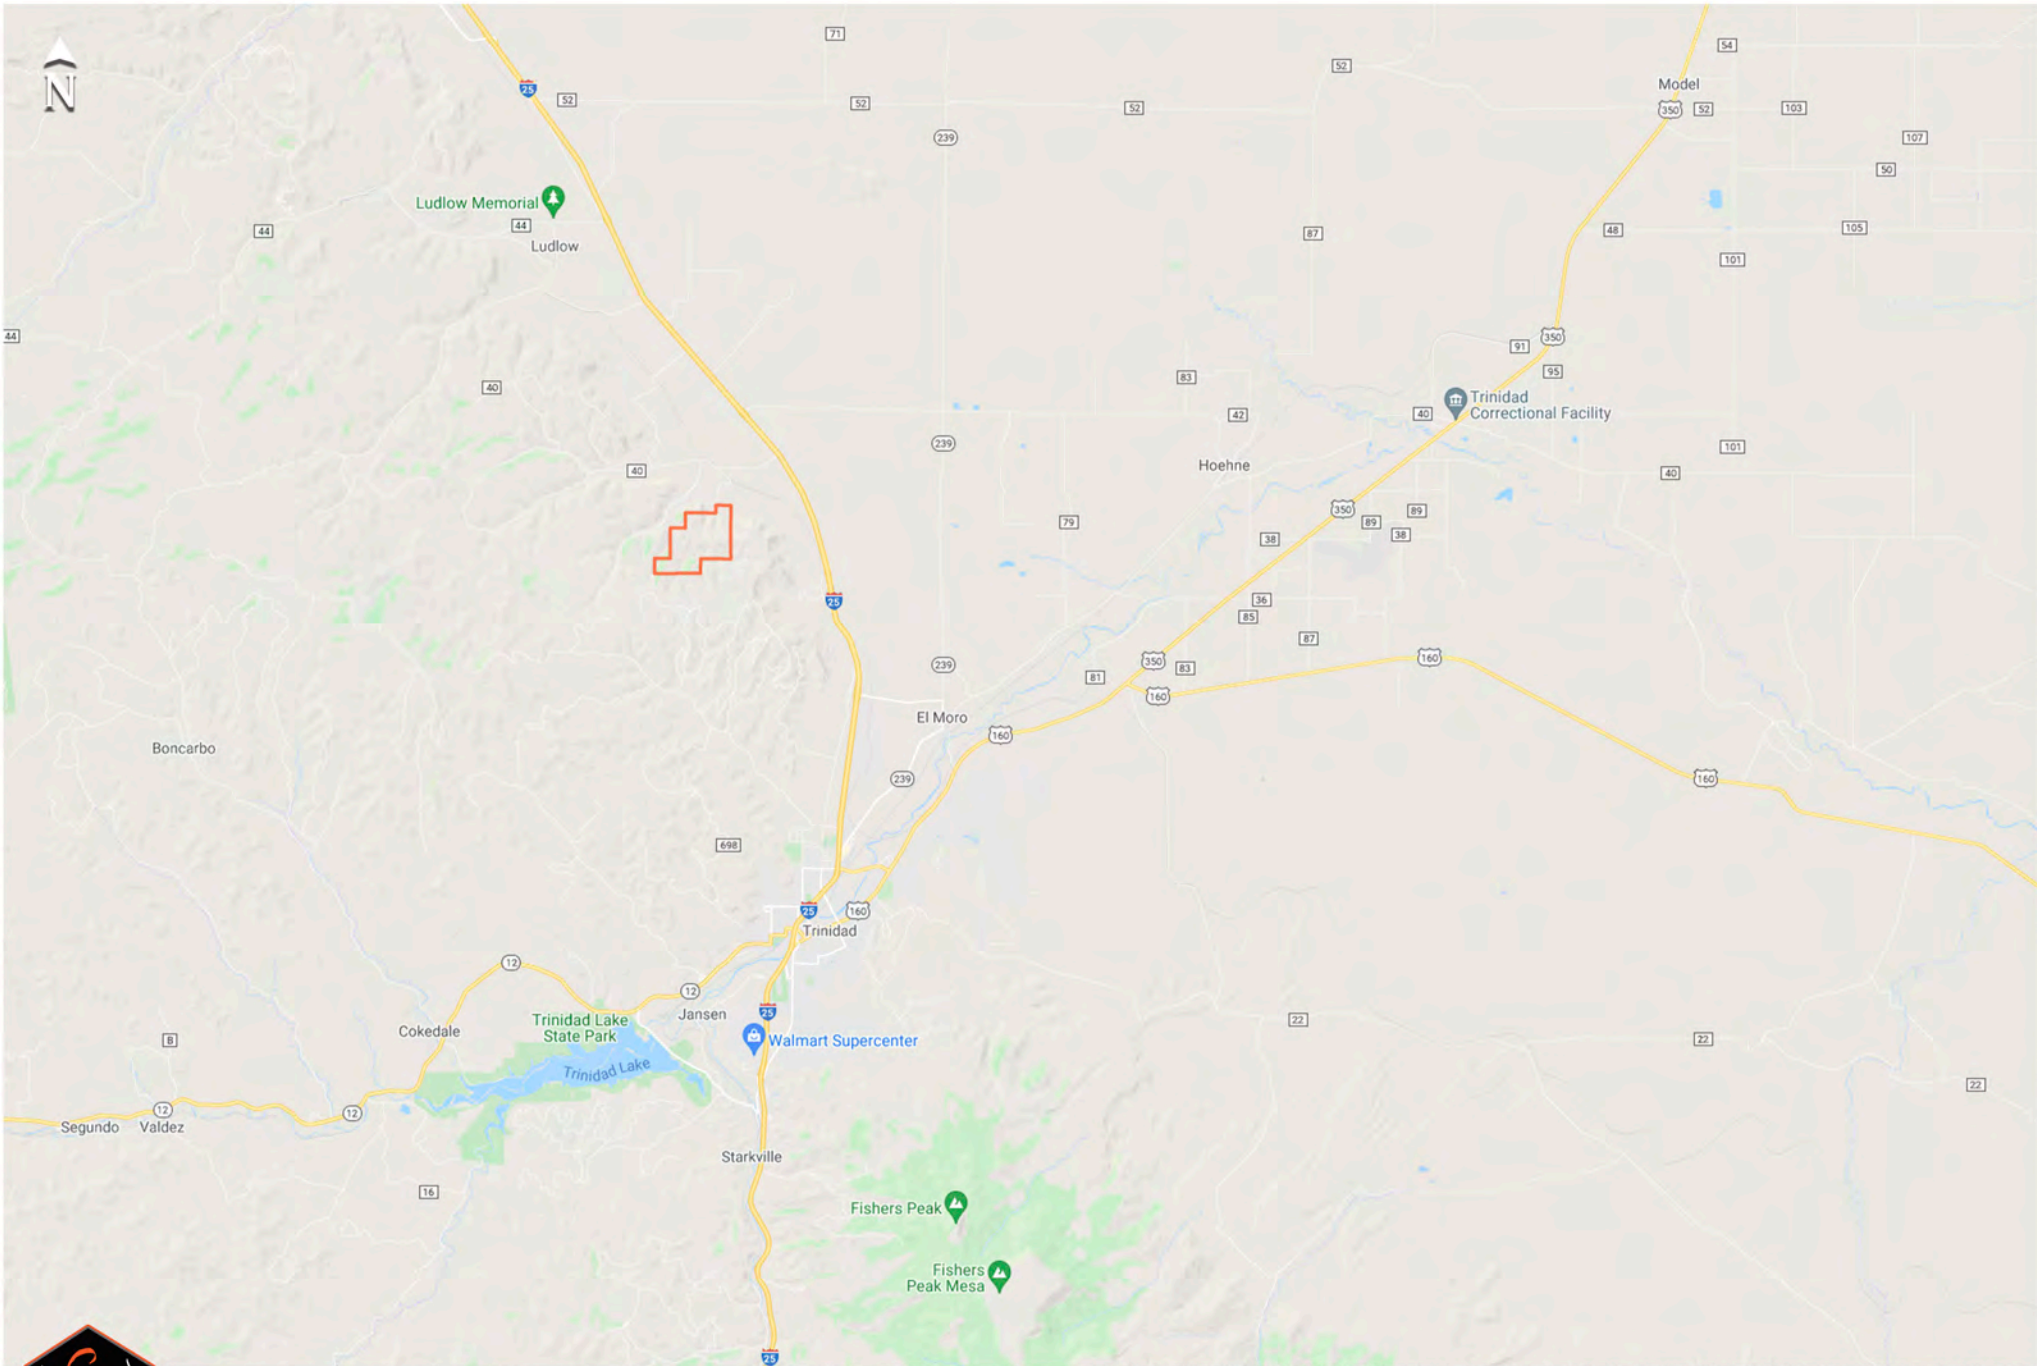 71
54
52
Model
N
25
52
52
52
350
52
103
239
107
50
Ludlow Memorial
44
44
Ludlow
87
48
105
101
44
91
350
95
40
83
Trinidad
Correctional Facility
42
40
239
101
Hoehne
40
40
350
89
79
89
38
38
25
36
85
87
239
350
83
160
81
160
El Moro
160
Boncarbo
239
160
698
25
160
Trinidad
12
12
Jansen
25
Trinidad Lake
State Park
22
Cokedale
B
Walmart Supercenter
22
Trinidad Lake
22
12
12
Segundo
Valdez
Starkville
16
Fishers Peak
Fishers
Peak Mesa
25